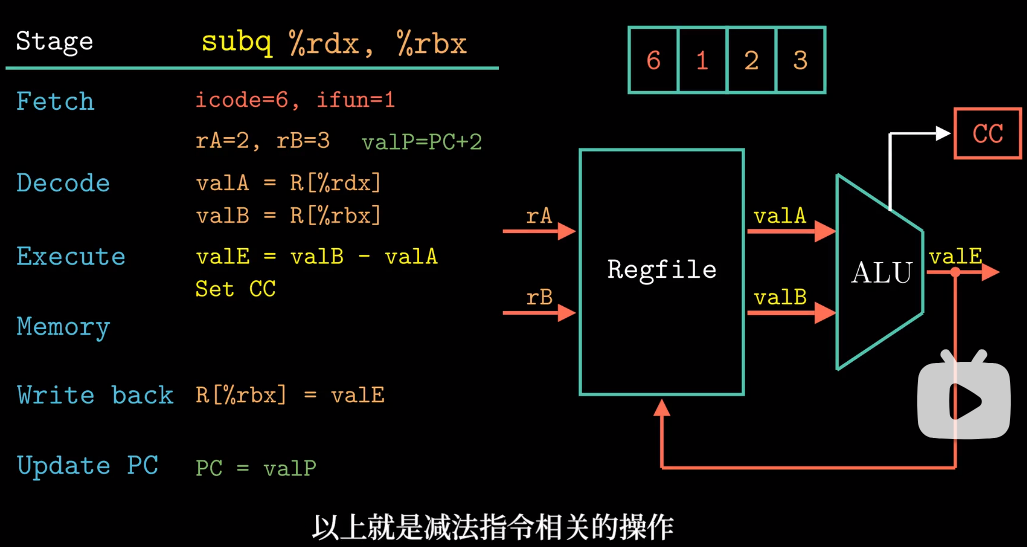 Stage subq %rdx, %rbx
6 1 2 3
Fetch icode=6, ifun=1
rA=2, rB=3 valP=PC+2
Decode valA = R[%rdx]
valB = R[%rbx]
Execute valE = valB - valA
Set CC
Memory
Write back R[%rbx] = valE
Update PC PC = valP
CC
rA
valA
Regfile
ALU
valE
rB
valB
以上就是减法指令相关的操作